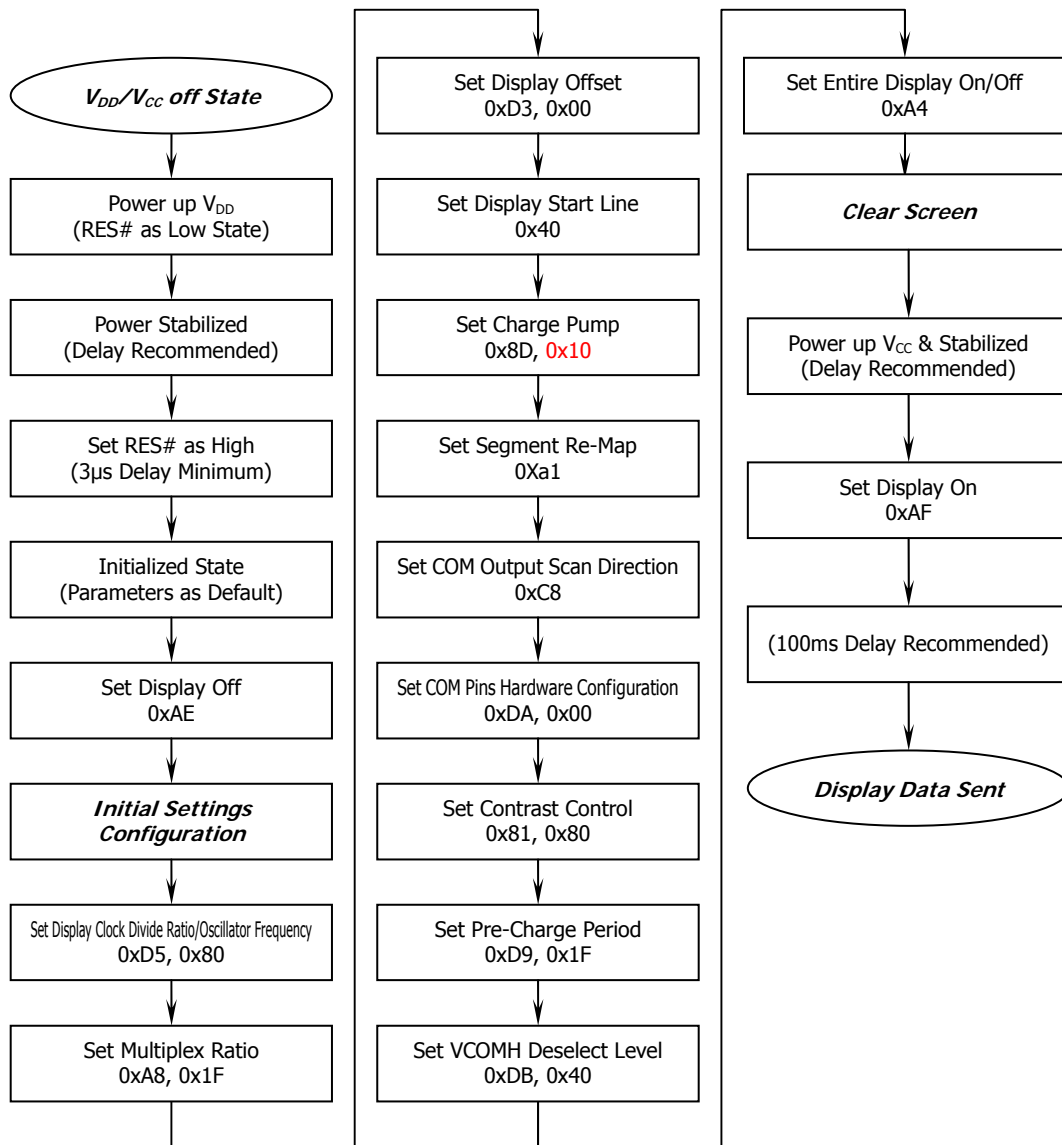 V_DD/V_CC off State
Power up V_DD
(RES# as Low State)
Power Stabilized
(Delay Recommended)
Set RES# as High
(3μs Delay Minimum)
Initialized State
(Parameters as Default)
Set Display Off
0xAE
Initial Settings
Configuration
Set Display Clock Divide Ratio/Oscillator Frequency
0xD5, 0x80
Set Multiplex Ratio
0xA8, 0x1F
Set Display Offset
0xD3, 0x00
Set Display Start Line
0x40
Set Charge Pump
0x8D, 0x10
Set Segment Re-Map
0Xa1
Set COM Output Scan Direction
0xC8
Set COM Pins Hardware Configuration
0xDA, 0x00
Set Contrast Control
0x81, 0x80
Set Pre-Charge Period
0xD9, 0x1F
Set VCOMH Deselect Level
0xDB, 0x40
Set Entire Display On/Off
0xA4
Clear Screen
Power up V_CC & Stabilized
(Delay Recommended)
Set Display On
0xAF
(100ms Delay Recommended)
Display Data Sent